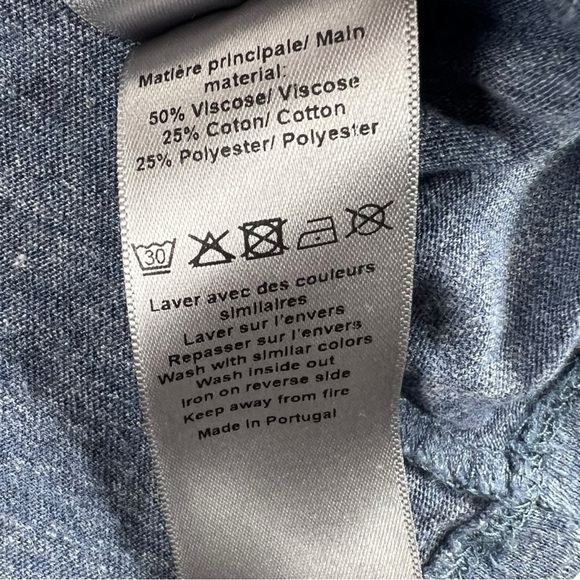 Matière principale/ Main
material:
50% Viscose/ Viscose
25% Coton/ Cotton
25% Polyester/ Polyester
30
Laver avec des couleurs
similaires
Laver sur l'envers
Repasser sur l'envers
Wash with similar colors
Wash inside out
Iron on reverse side
Keep away from fire
Made in Portugal